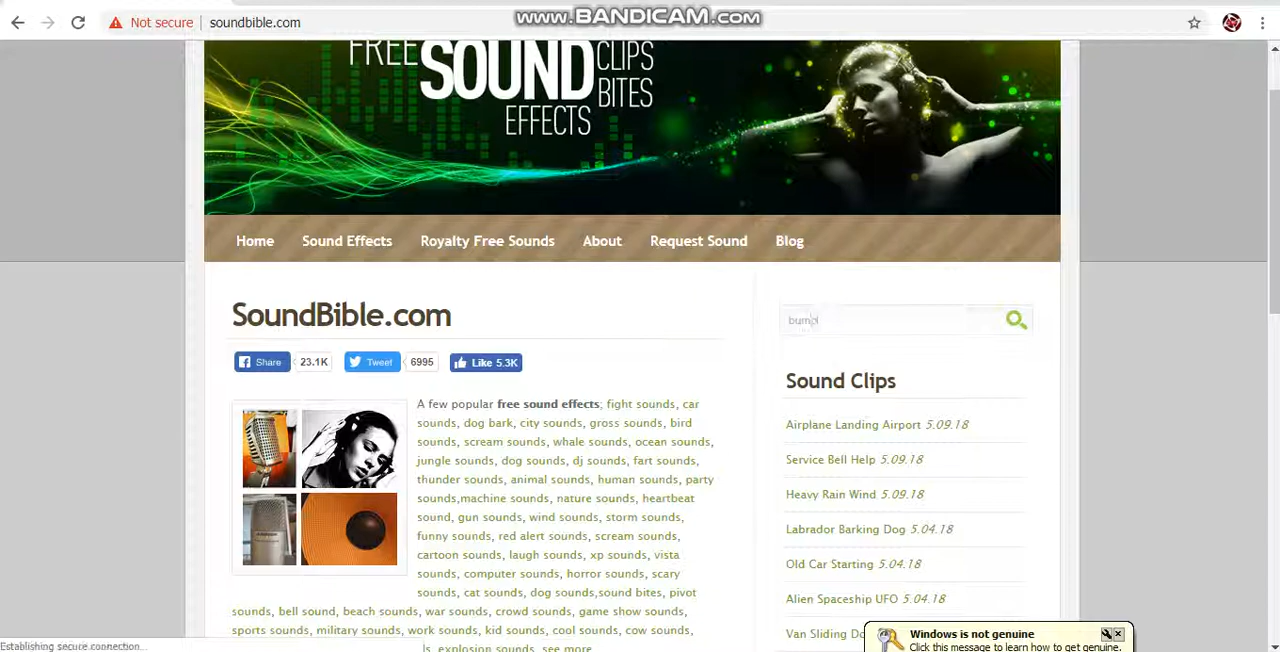 www.BANDICAM.com
Not secure
soundbible.com
FREE SOUND CLIPS
BITES
EFFECTS
Home
Sound Effects
Royalty Free Sounds
About
Request Sound
Blog
SoundBible.com
Share
23.1K
Tweet
6995
Like 5.3K
A few popular free sound effects; fight sounds, car
sounds, dog bark, city sounds, gross sounds, bird
sounds, scream sounds, whale sounds, ocean sounds,
jungle sounds, dog sounds, dj sounds, fart sounds,
thunder sounds, animal sounds, human sounds, party
sounds,machine sounds, nature sounds, heartbeat
sound, gun sounds, wind sounds, storm sounds,
funny sounds, red alert sounds, scream sounds,
cartoon sounds, laugh sounds, xp sounds, vista
sounds, computer sounds, horror sounds, scary
sounds, cat sounds, dog sounds,sound bites, pivot
sounds, bell sound, beach sounds, war sounds, crowd sounds, game show sounds,
sports sounds, military sounds, work sounds, kid sounds, cool sounds, cow sounds,
ls, explosion sounds, see more
Sound Clips
Airplane Landing Airport 5.09.18
Service Bell Help 5.09.18
Heavy Rain Wind 5.09.18
Labrador Barking Dog 5.04.18
Old Car Starting 5.04.18
Alien Spaceship UFO 5.04.18
Van Sliding Do
Establishing secure connection...
Windows is not genuine
Click this message to learn how to get genuine.